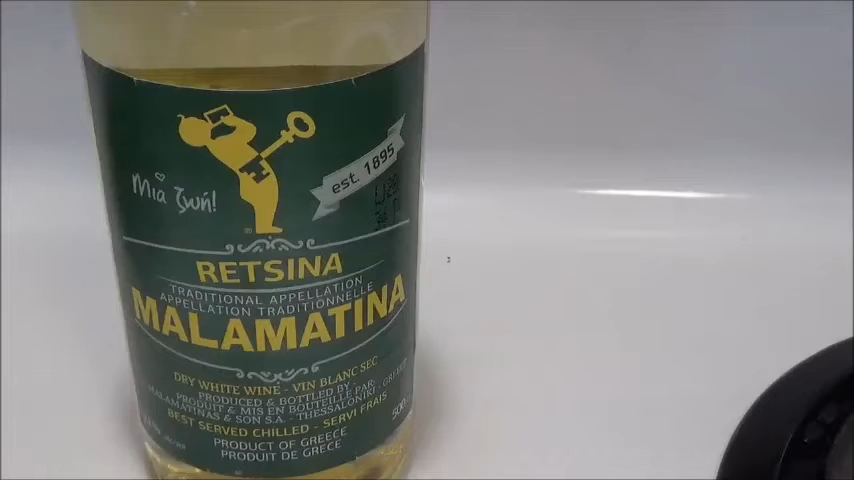 est. 1895
Μια ζωή!
RETSINA
TRADITIONAL APPELLATION
APPELLATION TRADITIONNELLE
MALAMATINA
DRY WHITE WINE - VIN BLANC SEC
PRODUCED & BOTTLED BY -
PRODUIT & MIS EN BOUTEILLE PAR:
MALAMATINAS & SON S.A. - THESSALONIKI - GREECE
BEST SERVED CHILLED - SERVI FRAIS
PRODUCT OF GREECE
PRODUIT DE GRÈCE